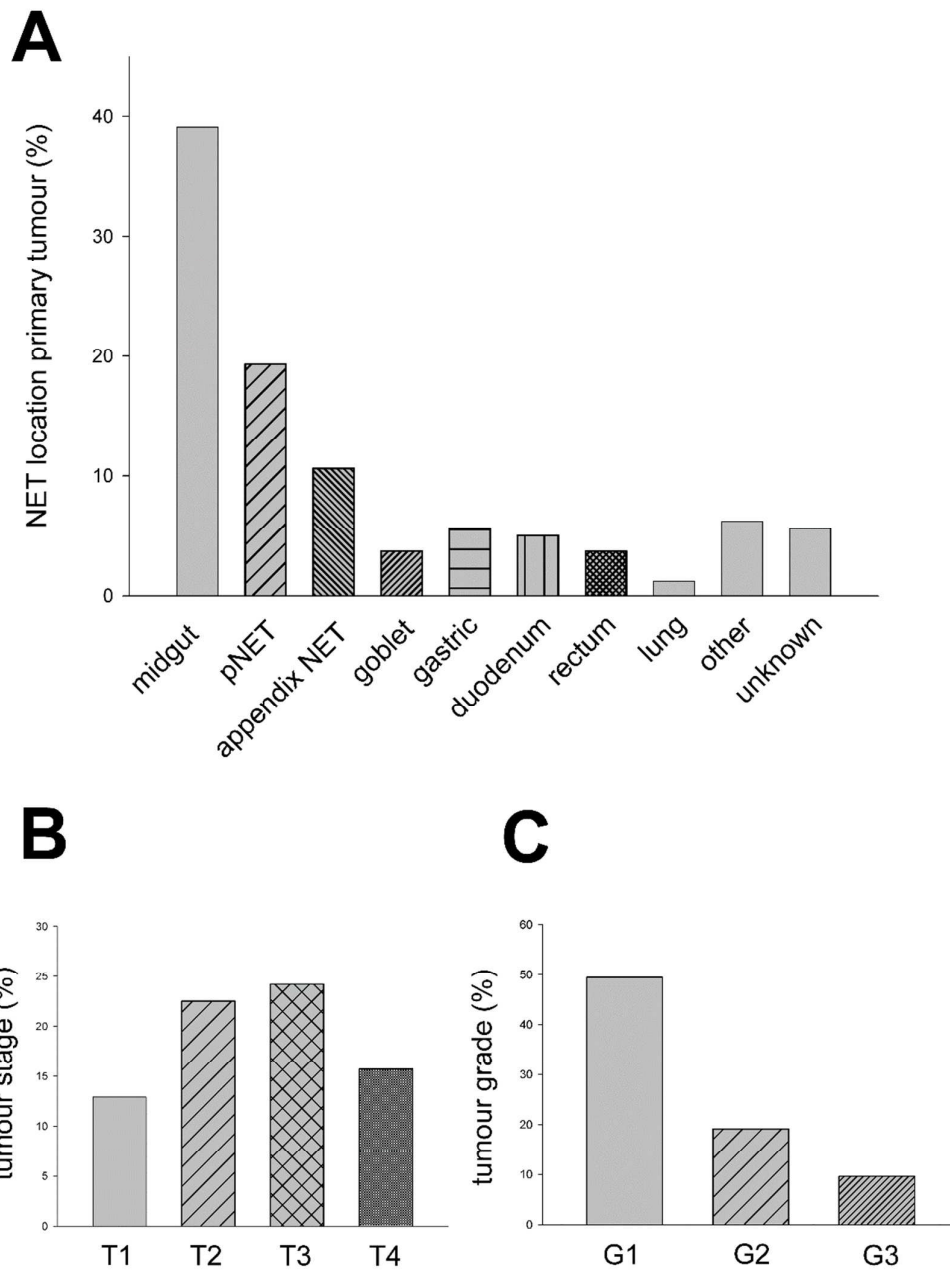 A
NET location primary tumour (%)
40
30
20
10
0
midgut
pNET
appendix NET
goblet
gastric
duodenum
rectum
lung
other
unknown
B
tumour stage (%)
30
25
20
15
10
5
0
T1 T2 T3 T4
C
tumour grade (%)
60
50
40
30
20
10
0
G1 G2 G3